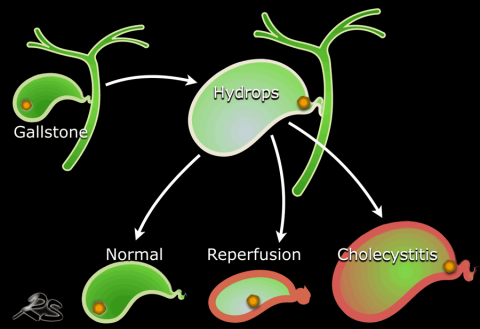 Hydrops
Gallstone
Normal
Reperfusion
Cholecystitis